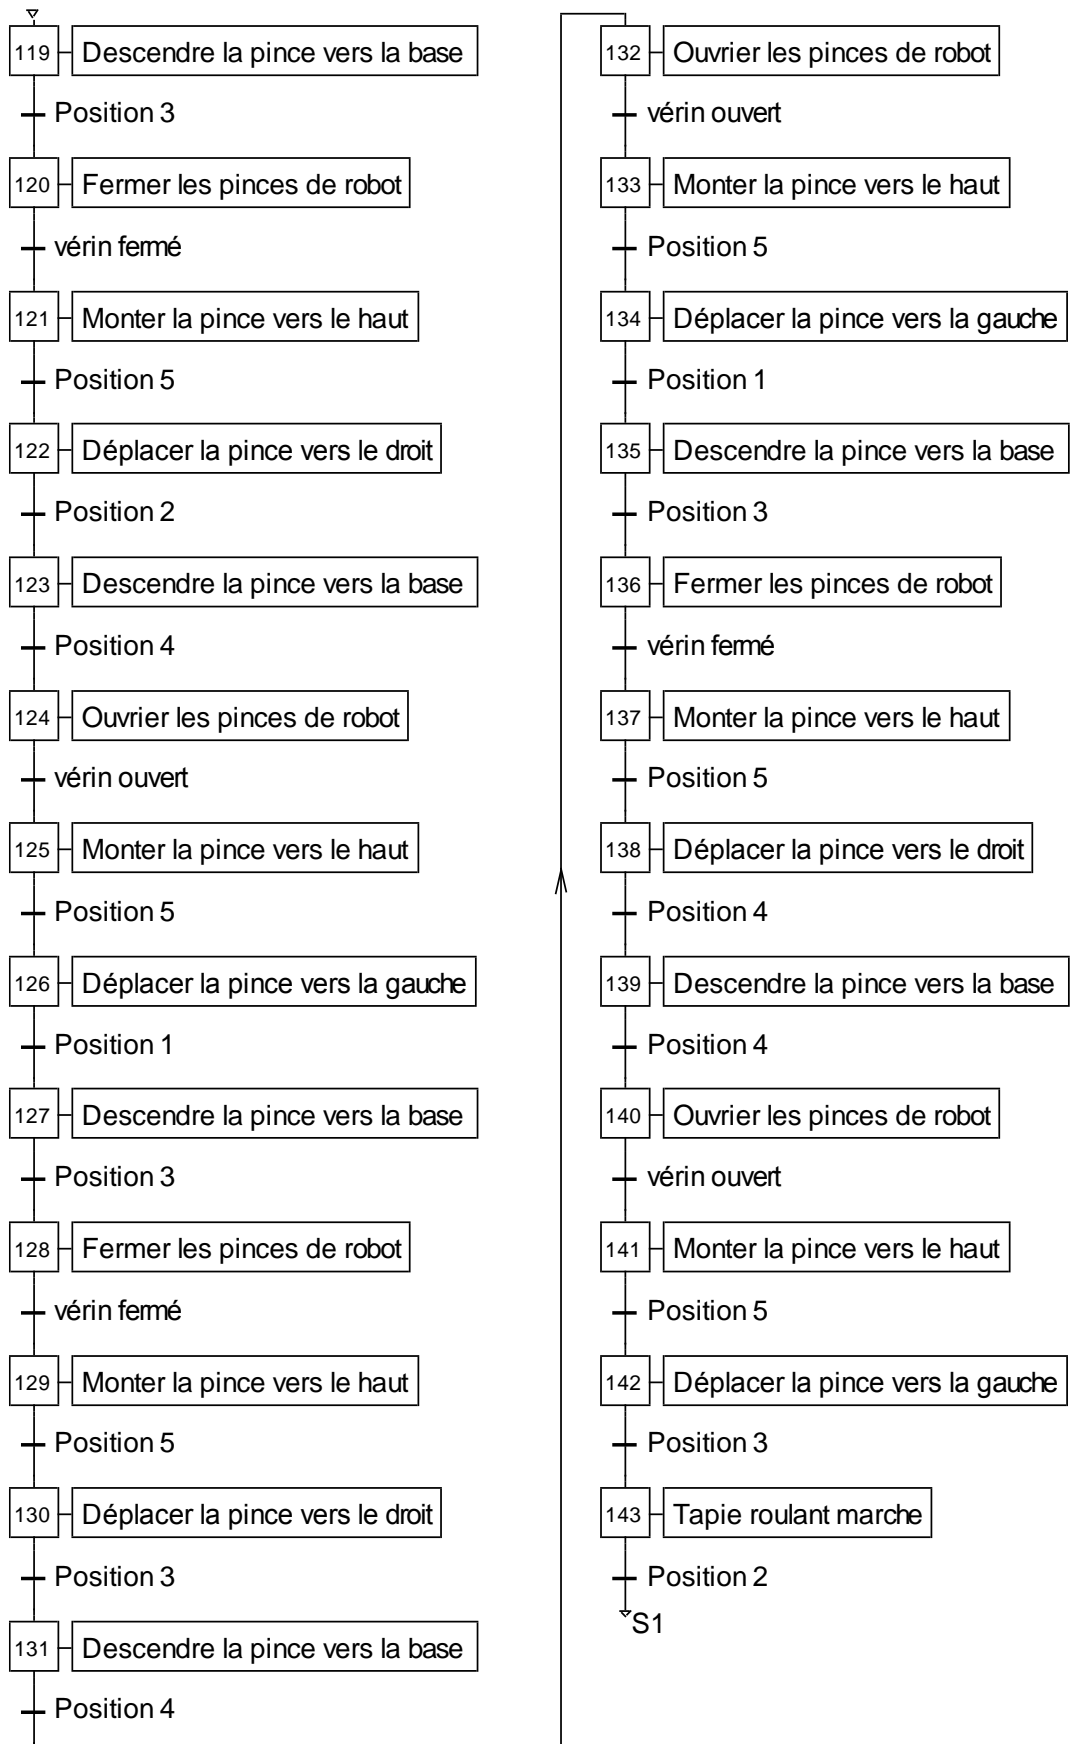 119 Descendre la pince vers la base
Position 3
120 Fermer les pinces de robot
vérin fermé
121 Monter la pince vers le haut
Position 5
122 Déplacer la pince vers le droit
Position 2
123 Descendre la pince vers la base
Position 4
124 Ouvrier les pinces de robot
vérin ouvert
125 Monter la pince vers le haut
Position 5
126 Déplacer la pince vers la gauche
Position 1
127 Descendre la pince vers la base
Position 3
128 Fermer les pinces de robot
vérin fermé
129 Monter la pince vers le haut
Position 5
130 Déplacer la pince vers le droit
Position 3
131 Descendre la pince vers la base
Position 4
132 Ouvrier les pinces de robot
vérin ouvert
133 Monter la pince vers le haut
Position 5
134 Déplacer la pince vers la gauche
Position 1
135 Descendre la pince vers la base
Position 3
136 Fermer les pinces de robot
vérin fermé
137 Monter la pince vers le haut
Position 5
138 Déplacer la pince vers le droit
Position 4
139 Descendre la pince vers la base
Position 4
140 Ouvrier les pinces de robot
vérin ouvert
141 Monter la pince vers le haut
Position 5
142 Déplacer la pince vers la gauche
Position 3
143 Tapie roulant marche
Position 2
S1